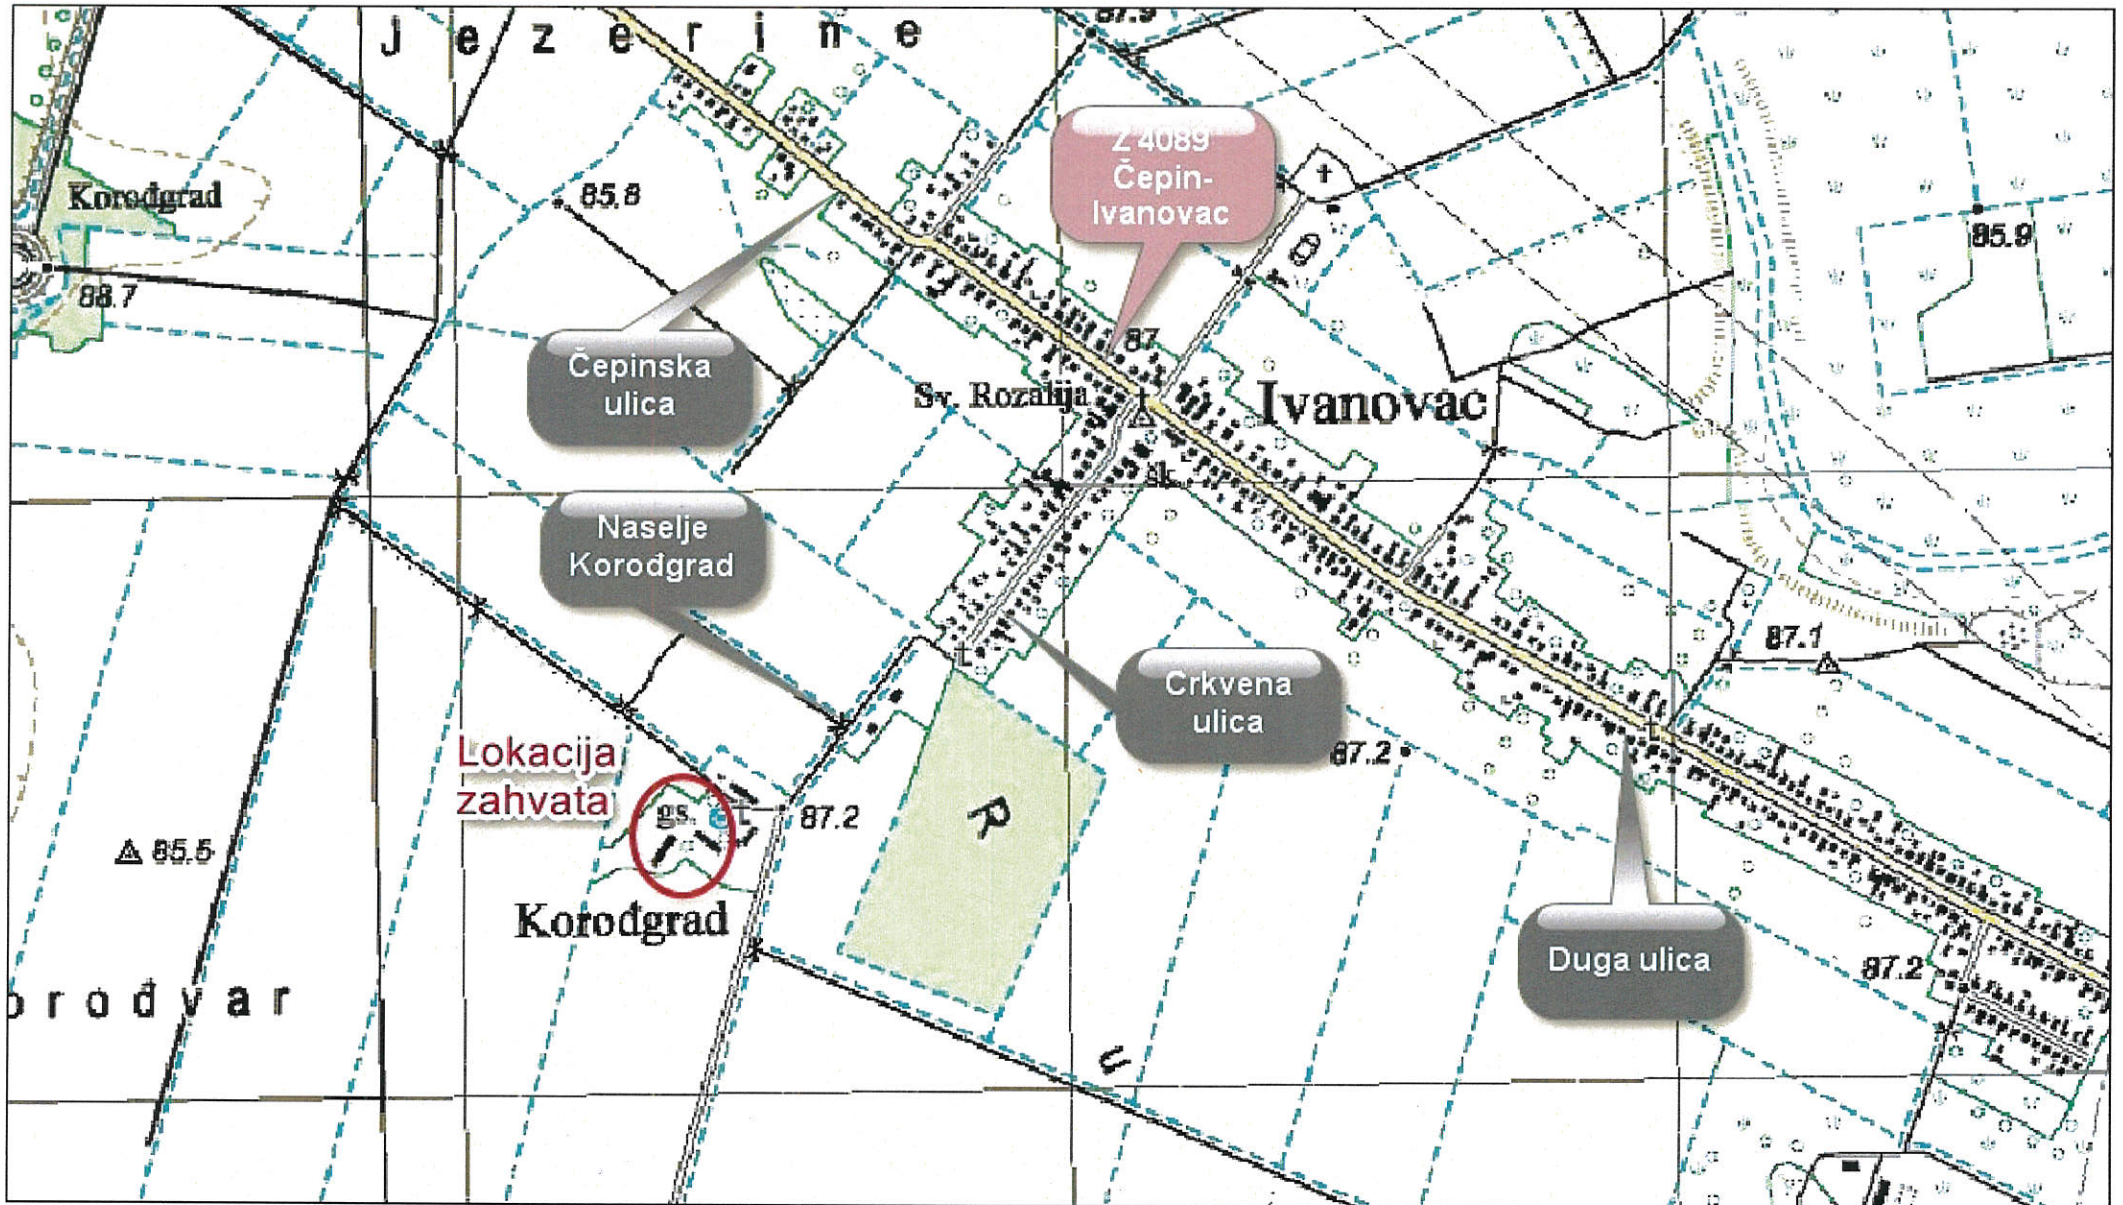 J e z e r i n e
87.9
Korođgrad
85.8
Z 4089
Čepin-
Ivanovac
85.9
88.7
87
Čepinska
ulica
Sv. Rozalija
Ivanovac
šk.
Naselje
Korođgrad
87.1
Crkvena
ulica
87.2
Lokacija
zahvata
gs.
87.2
R
85.5
Korođgrad
Duga ulica
87.2
orođvar
U